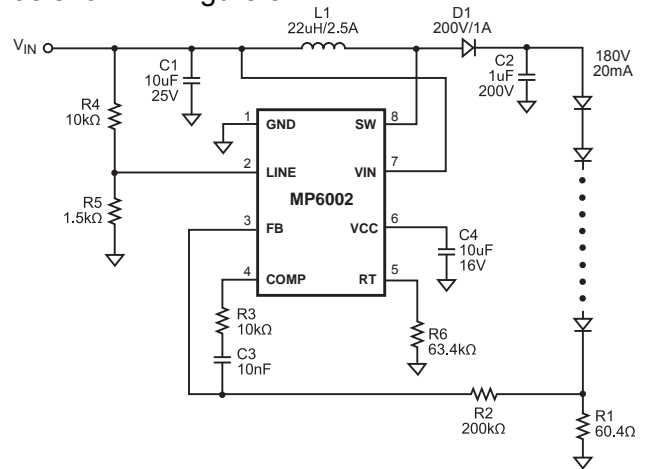 L1
22uH/2.5A
D1
200V/1A
VIN
C1
10uF
25V
C2
1uF
200V
180V
20mA
R4
10kΩ
1
GND
SW
8
2
LINE
VIN
7
MP6002
R5
1.5kΩ
3
FB
VCC
6
C4
10uF
16V
4
COMP
RT
5
R3
10kΩ
C3
10nF
R6
63.4kΩ
R2
200kΩ
R1
60.4Ω